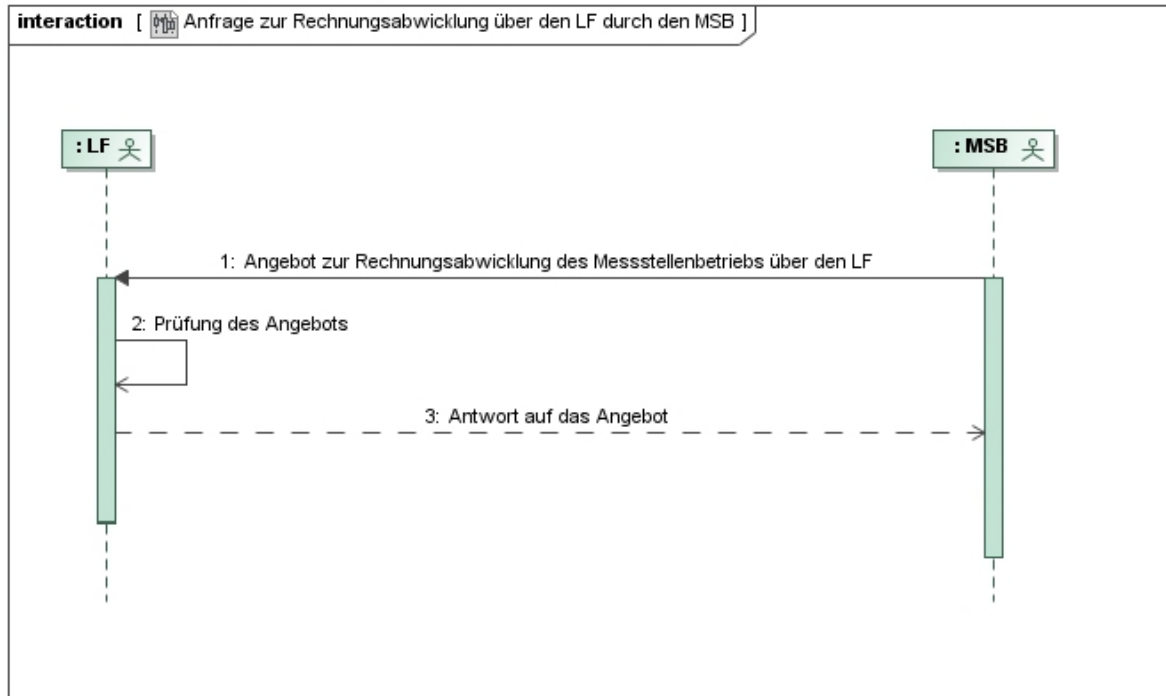 interaction [ Anfrage zur Rechnungsabwicklung über den LF durch den MSB ]
: LF
: MSB
1: Angebot zur Rechnungsabwicklung des Messstellenbetriebs über den LF
2: Prüfung des Angebots
3: Antwort auf das Angebot